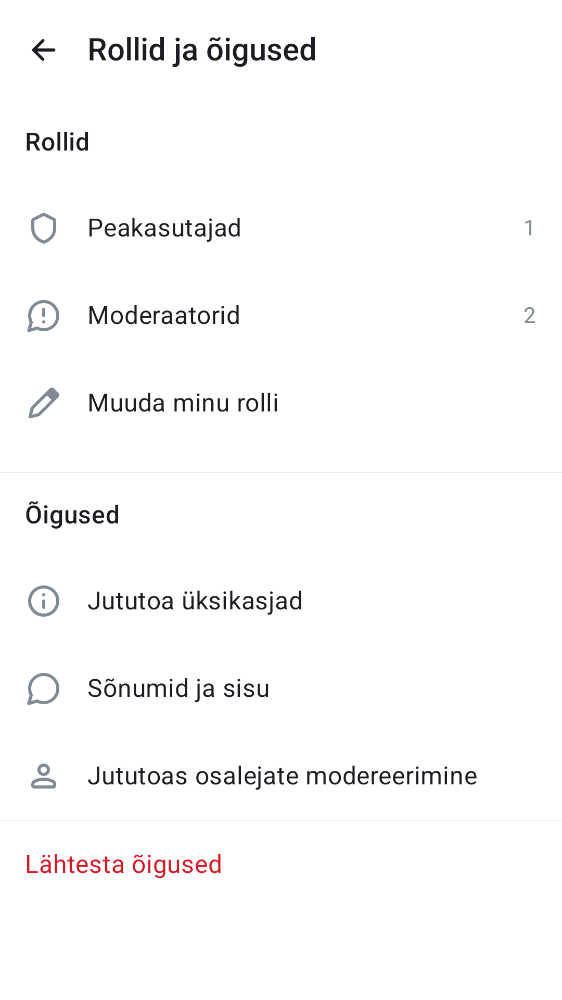 Rollid ja õigused
Rollid
Peakasutajad 1
Moderaatorid 2
Muuda minu rolli
Õigused
Jututoa üksikasjad
Sõnumid ja sisu
Jututoas osalejate modereerimine
Lähtesta õigused